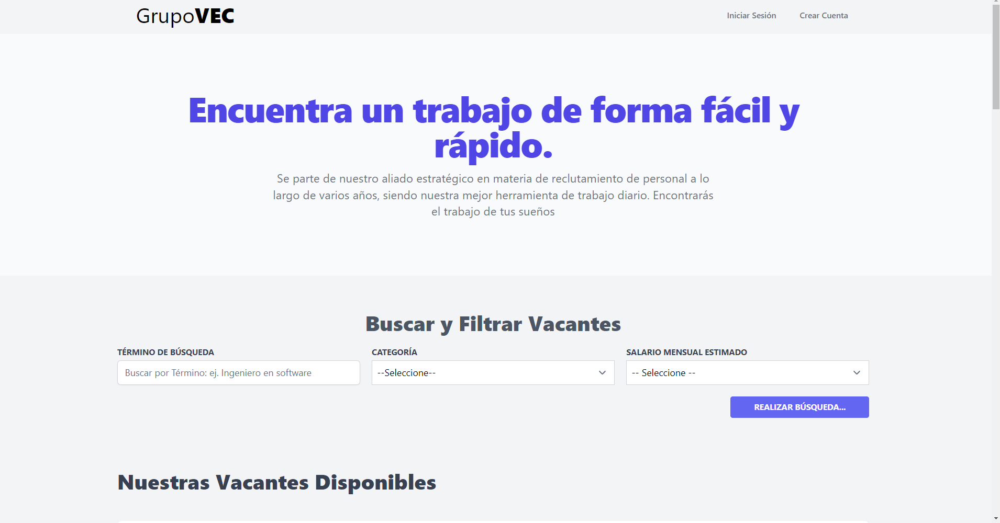 GrupoVEC
Iniciar Sesión
Crear Cuenta
Encuentra un trabajo de forma fácil y
rápido.
Se parte de nuestro aliado estratégico en materia de reclutamiento de personal a lo
largo de varios años, siendo nuestra mejor herramienta de trabajo diario. Encontrarás
el trabajo de tus sueños
Buscar y Filtrar Vacantes
TÉRMINO DE BÚSQUEDA
Buscar por Término: ej. Ingeniero en software
CATEGORÍA
--Seleccione--
SALARIO MENSUAL ESTIMADO
-- Seleccione --
REALIZAR BÚSQUEDA...
Nuestras Vacantes Disponibles